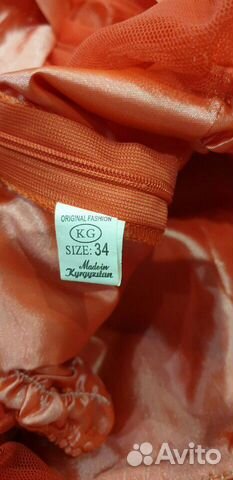 ORIGINAL FASHION
KG
SIZE: 34
Made in
Kyrgyzstan
Avito